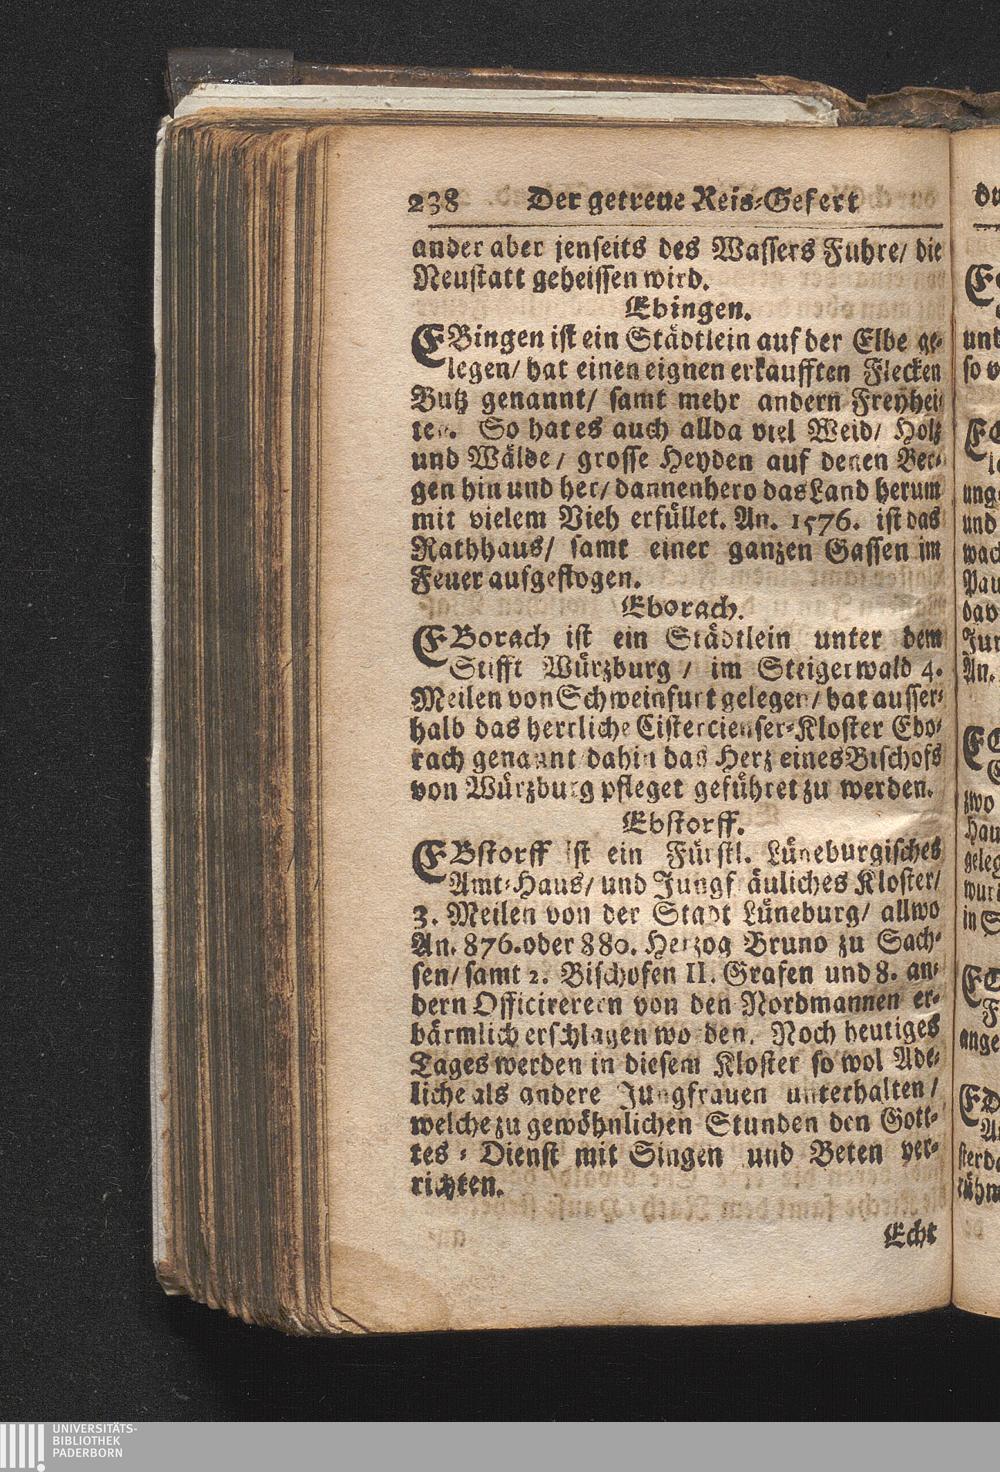 238 Der getreue Reis-Gefert
ander aber jenseits des Wassers Fuhre/ die
Neustatt geheissen wird.
Ebingen.
EBingen ist ein Städtlein auf der Elbe ge-
legen/ hat einen eignen erkaufften Flecken
Butz genannt/ samt mehr andern Freyhei-
ten. So hat es auch allda viel Weid/ Holz
und Wälde/ grosse Heyden auf denen Ber-
gen hin und her/ dannenhero das Land herum
mit vielem Vieh erfüllet. An. 1576. ist das
Rathhaus/ samt einer ganzen Gassen im
Feuer aufgeflogen.
Eborach.
EBorach ist ein Städtlein unter dem
Stifft Würzburg/ im Steigerwald 4.
Meilen von Schweinfurt gelegen/ hat ausser-
halb das herrliche Cistercienser-Kloster Ebo-
rach genannt dahin das Herz eines Bischofs
von Würzburg pfleget geführet zu werden.
Ebstorff.
EBstorff ist ein Fürstl. Lüneburgisches
Amt-Haus/ und Jungfräuliches Kloster/
3. Meilen von der Stadt Lüneburg/ allwo
An. 876. oder 880. Herzog Bruno zu Sach-
sen/ samt 2. Bischofen 11. Grafen und 8. an-
dern Officirern von den Nordmannen er-
bärmlich erschlagen worden. Noch heutiges
Tages werden in diesem Kloster so wol Ade-
liche als andere Jungfrauen unterhalten/
welche zu gewöhnlichen Stunden den Got-
tes-Dienst mit Singen und Beten ver-
richten.
Echt
UNIVERSITÄTS-
BIBLIOTHEK
PADERBORN